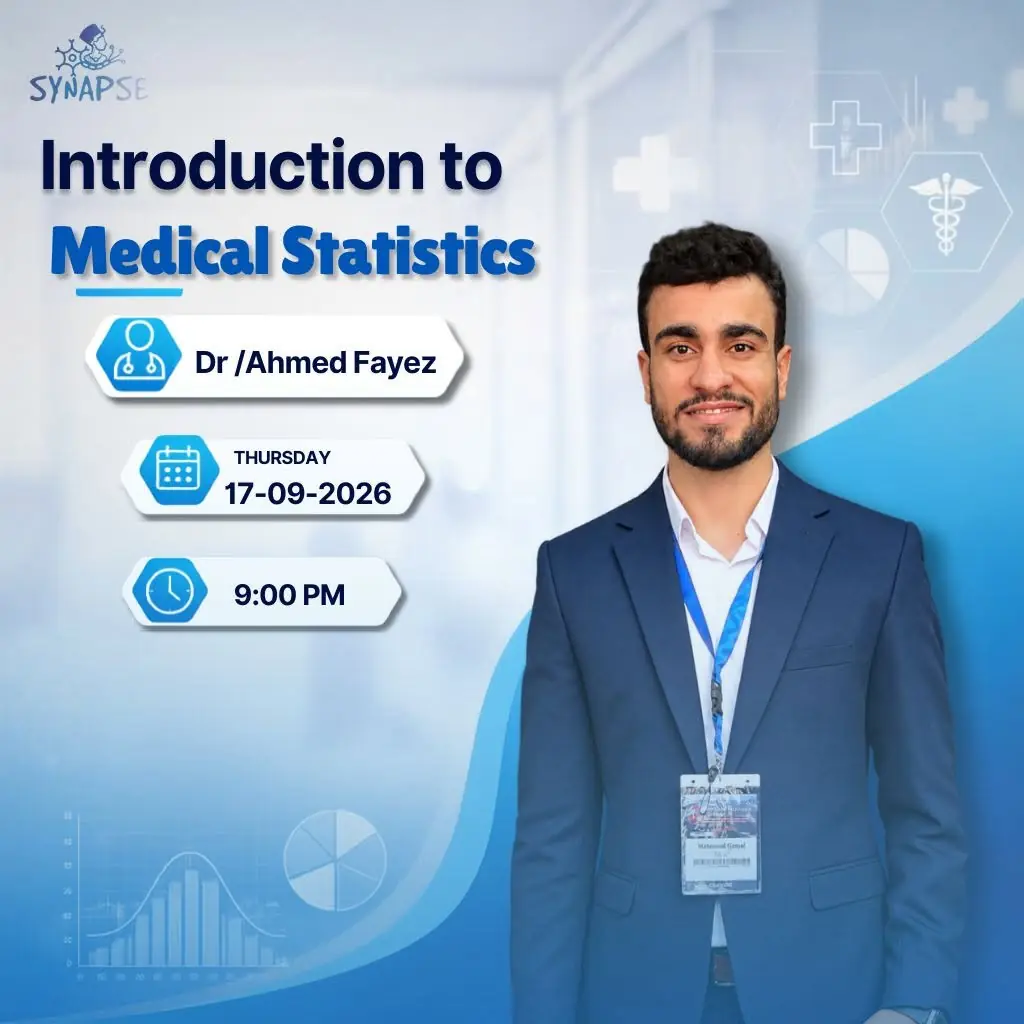 SYNAPSE
Introduction to
Medical Statistics
Dr /Ahmed Fayez
THURSDAY
17-09-2026
9:00 PM